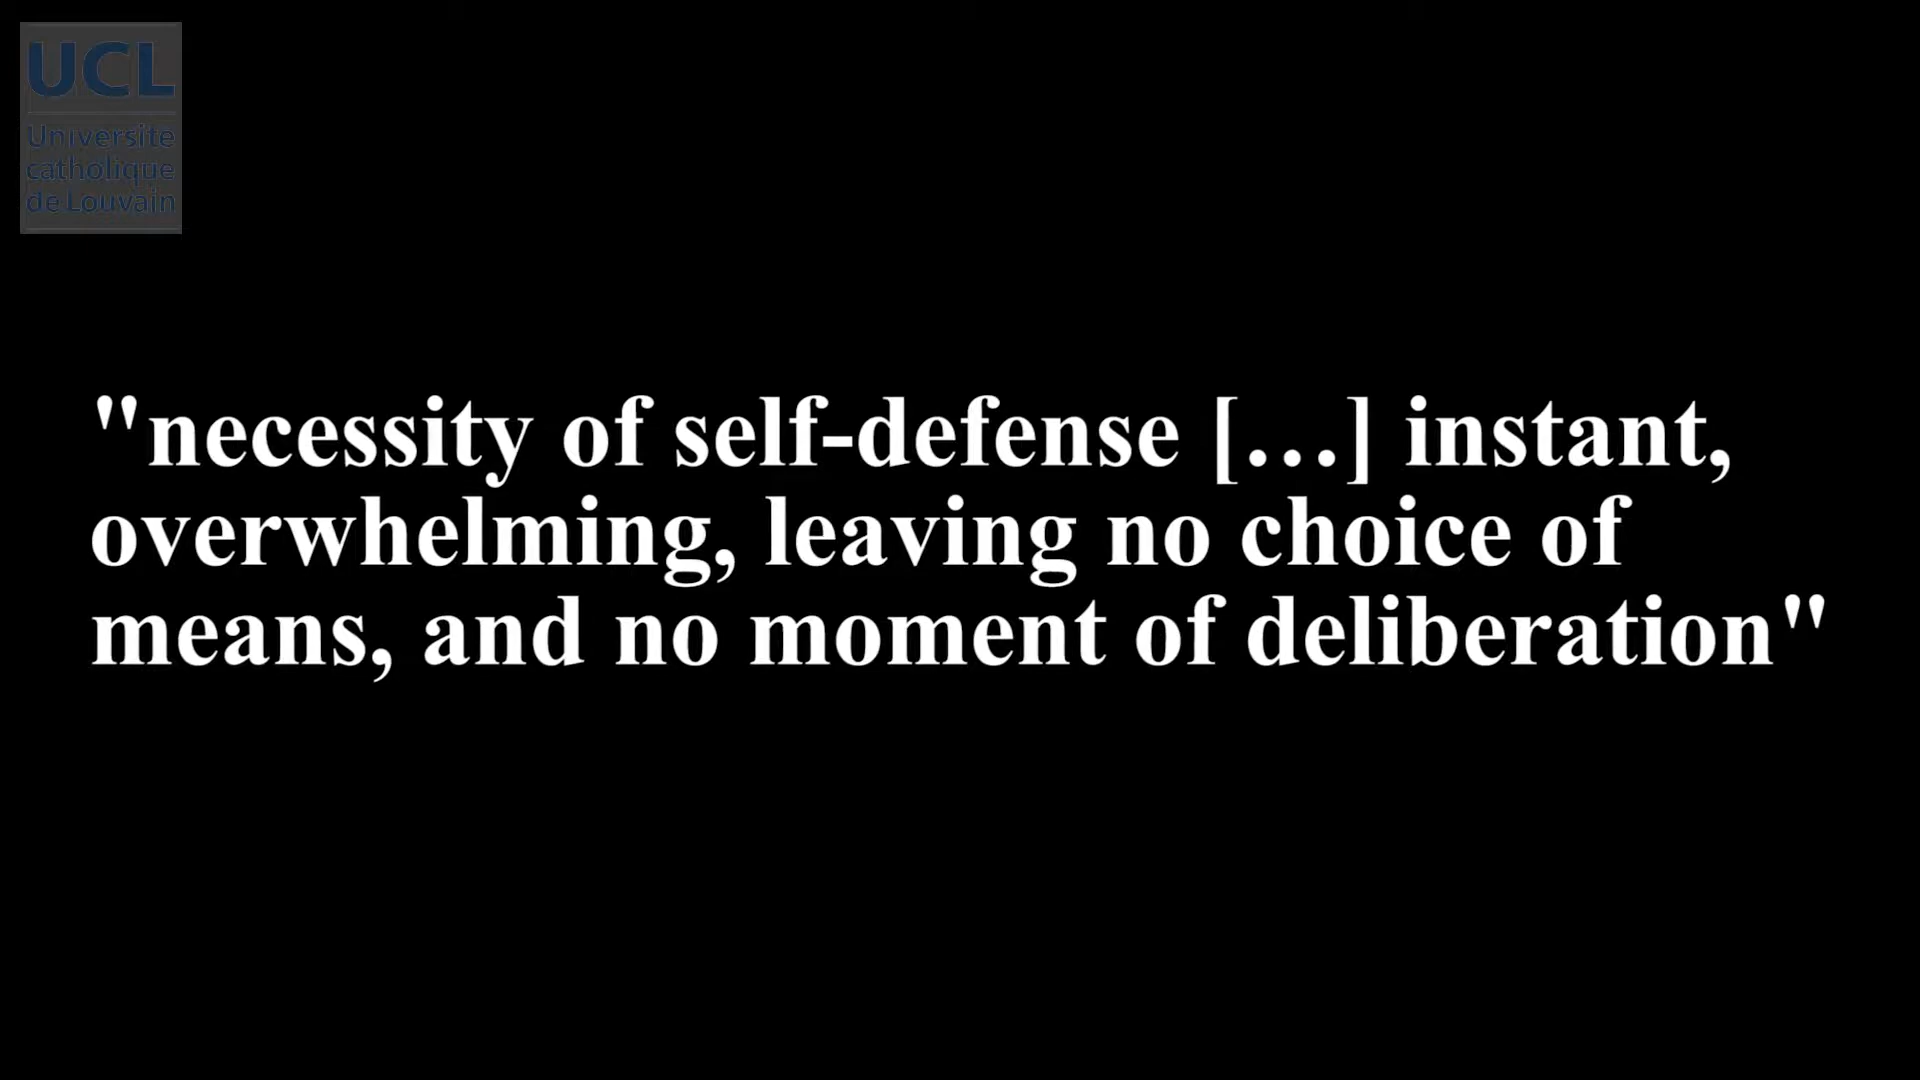 UCL
Université
catholique
de Louvain
"necessity of self-defense […] instant,
overwhelming, leaving no choice of
means, and no moment of deliberation"